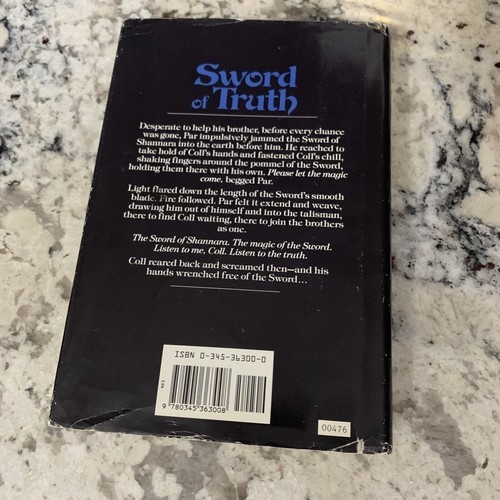 Sword
of Truth
Desperate to help his brother, before every chance
was gone, Par impulsively jammed the Sword of
Shannara into the earth before him. He reached to
take hold of Coll's hands and fastened Coll's chill,
shaking fingers around the pommel of the Sword,
holding them there with his own. Please let the magic
come, begged Par.
Light flared down the length of the Sword's smooth
blade. Fire followed. Par felt it extend and weave,
drawing him out of himself and into the talisman,
there to find Coll waiting, there to join the brothers
as one.
The Sword of Shannara. The magic of the Sword.
Listen to me, Coll. Listen to the truth.
Coll reared back and screamed then—and his
hands wrenched free of the Sword...
ISBN 0-345-36300-0
9 780345 363008
00476